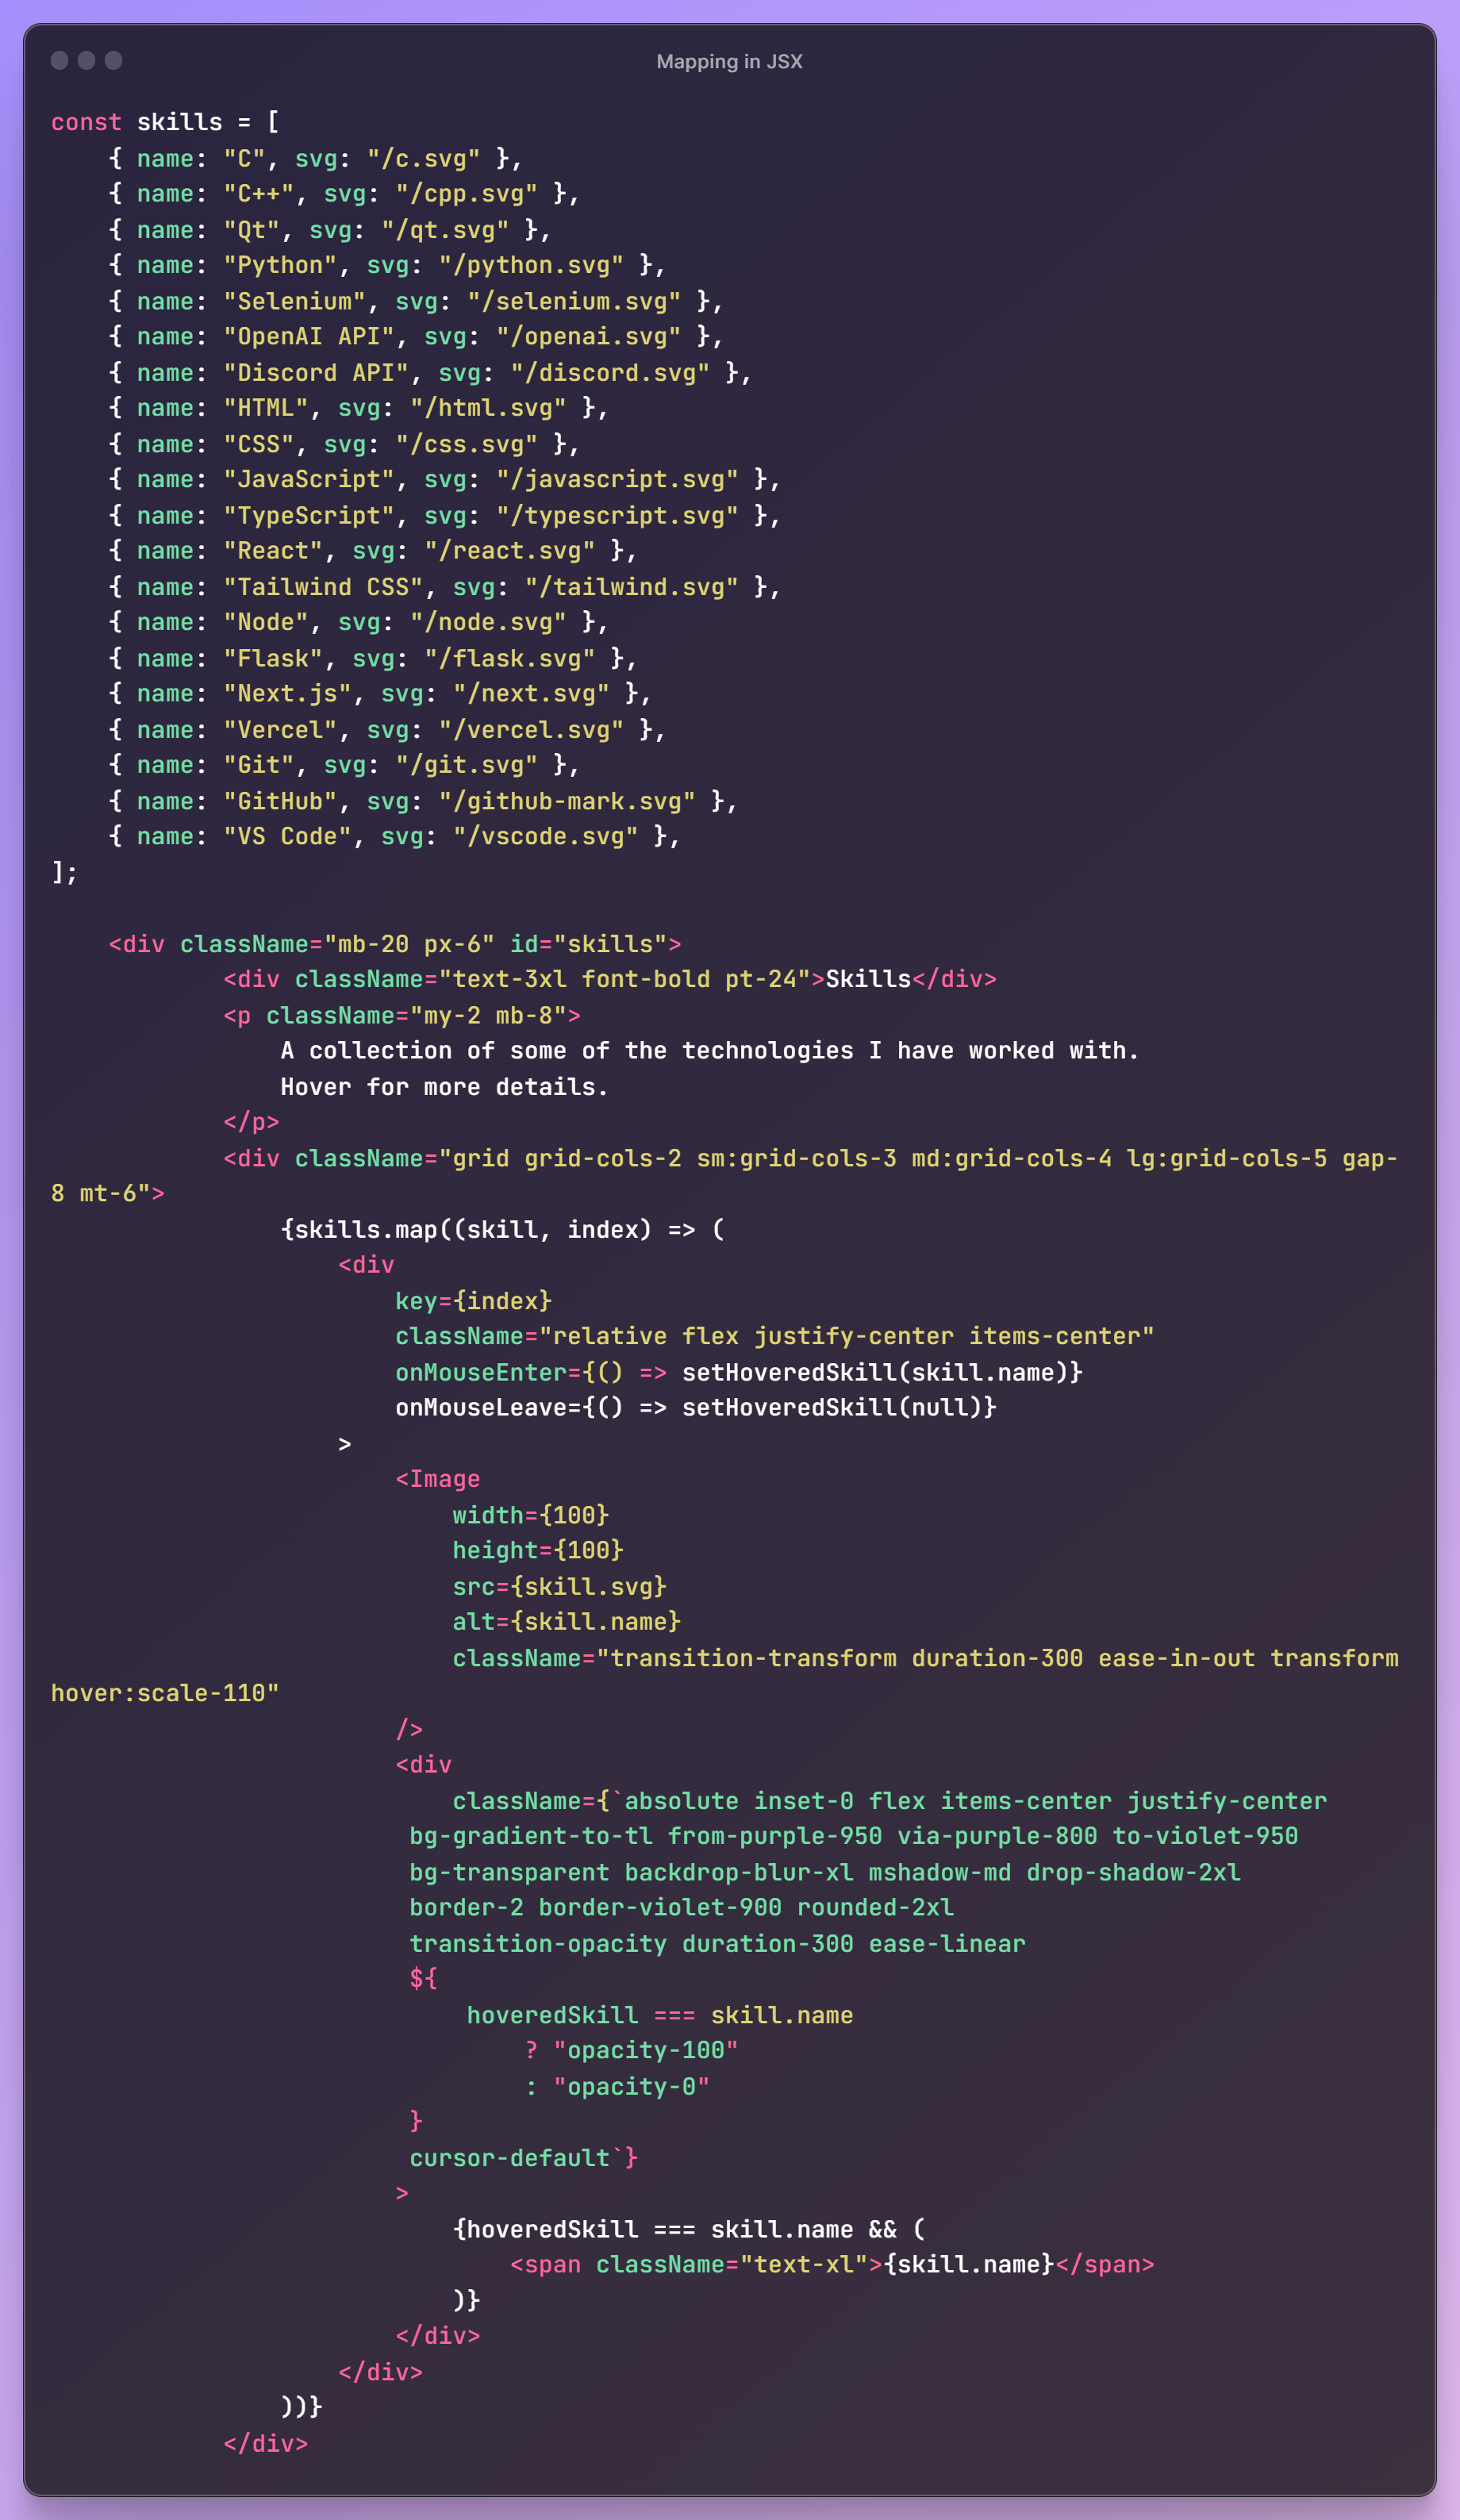 Mapping in JSX
const skills = [
    { name: "C", svg: "/c.svg" },
    { name: "C++", svg: "/cpp.svg" },
    { name: "Qt", svg: "/qt.svg" },
    { name: "Python", svg: "/python.svg" },
    { name: "Selenium", svg: "/selenium.svg" },
    { name: "OpenAI API", svg: "/openai.svg" },
    { name: "Discord API", svg: "/discord.svg" },
    { name: "HTML", svg: "/html.svg" },
    { name: "CSS", svg: "/css.svg" },
    { name: "JavaScript", svg: "/javascript.svg" },
    { name: "TypeScript", svg: "/typescript.svg" },
    { name: "React", svg: "/react.svg" },
    { name: "Tailwind CSS", svg: "/tailwind.svg" },
    { name: "Node", svg: "/node.svg" },
    { name: "Flask", svg: "/flask.svg" },
    { name: "Next.js", svg: "/next.svg" },
    { name: "Vercel", svg: "/vercel.svg" },
    { name: "Git", svg: "/git.svg" },
    { name: "GitHub", svg: "/github-mark.svg" },
    { name: "VS Code", svg: "/vscode.svg" },
];
    <div className="mb-20 px-6" id="skills">
            <div className="text-3xl font-bold pt-24">Skills</div>
            <p className="my-2 mb-8">
                A collection of some of the technologies I have worked with.
                Hover for more details.
            </p>
            <div className="grid grid-cols-2 sm:grid-cols-3 md:grid-cols-4 lg:grid-cols-5 gap-
8 mt-6">
                {skills.map((skill, index) => (
                    <div
                        key={index}
                        className="relative flex justify-center items-center"
                        onMouseEnter={() => setHoveredSkill(skill.name)}
                        onMouseLeave={() => setHoveredSkill(null)}
                    >
                        <Image
                            width={100}
                            height={100}
                            src={skill.svg}
                            alt={skill.name}
                            className="transition-transform duration-300 ease-in-out transform
hover:scale-110"
                        />
                        <div
                            className={`absolute inset-0 flex items-center justify-center
                         bg-gradient-to-tl from-purple-950 via-purple-800 to-violet-950
                         bg-transparent backdrop-blur-xl mshadow-md drop-shadow-2xl
                         border-2 border-violet-900 rounded-2xl
                         transition-opacity duration-300 ease-linear
                         ${
                             hoveredSkill === skill.name
                                 ? "opacity-100"
                                 : "opacity-0"
                         }
                         cursor-default`}
                        >
                            {hoveredSkill === skill.name && (
                                <span className="text-xl">{skill.name}</span>
                            )}
                        </div>
                    </div>
                ))}
            </div>